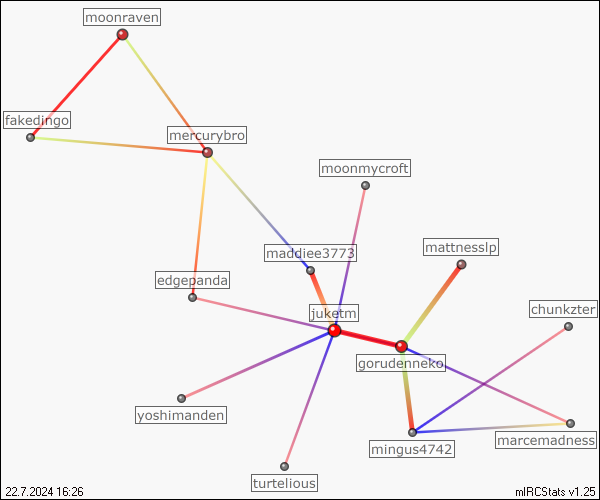 moonraven
fakedingo
mercurybro
moonmycroft
maddiee3773
mattnesslp
edgepanda
juketm
chunkzter
gorudenneko
yoshimanden
marcemadness
mingus4742
turtelious
22.7.2024 16:26
mIRCStats v1.25